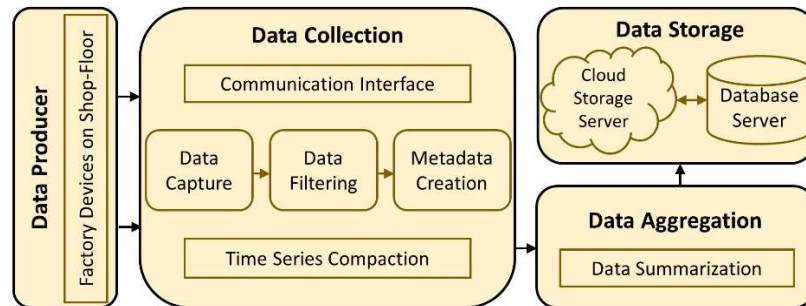 Data Producer
Factory Devices on Shop-Floor
Data Collection
Communication Interface
Data
Capture
Data
Filtering
Metadata
Creation
Time Series Compaction
Data Storage
Cloud
Storage
Server
Database
Server
Data Aggregation
Data Summarization